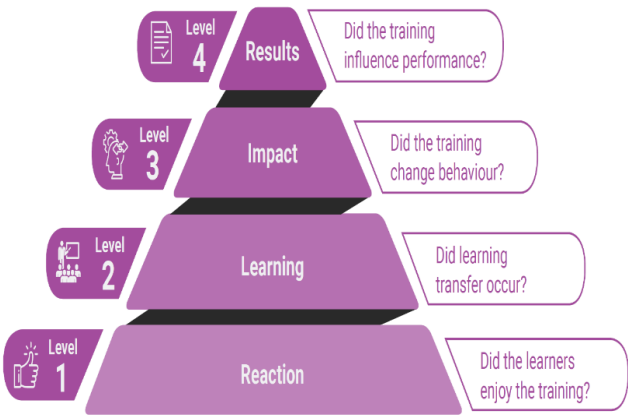 Level
4
Results
Did the training
influence performance?
Level
3
Impact
Did the training
change behaviour?
Level
2
Learning
Did learning
transfer occur?
Level
1
Reaction
Did the learners
enjoy the training?